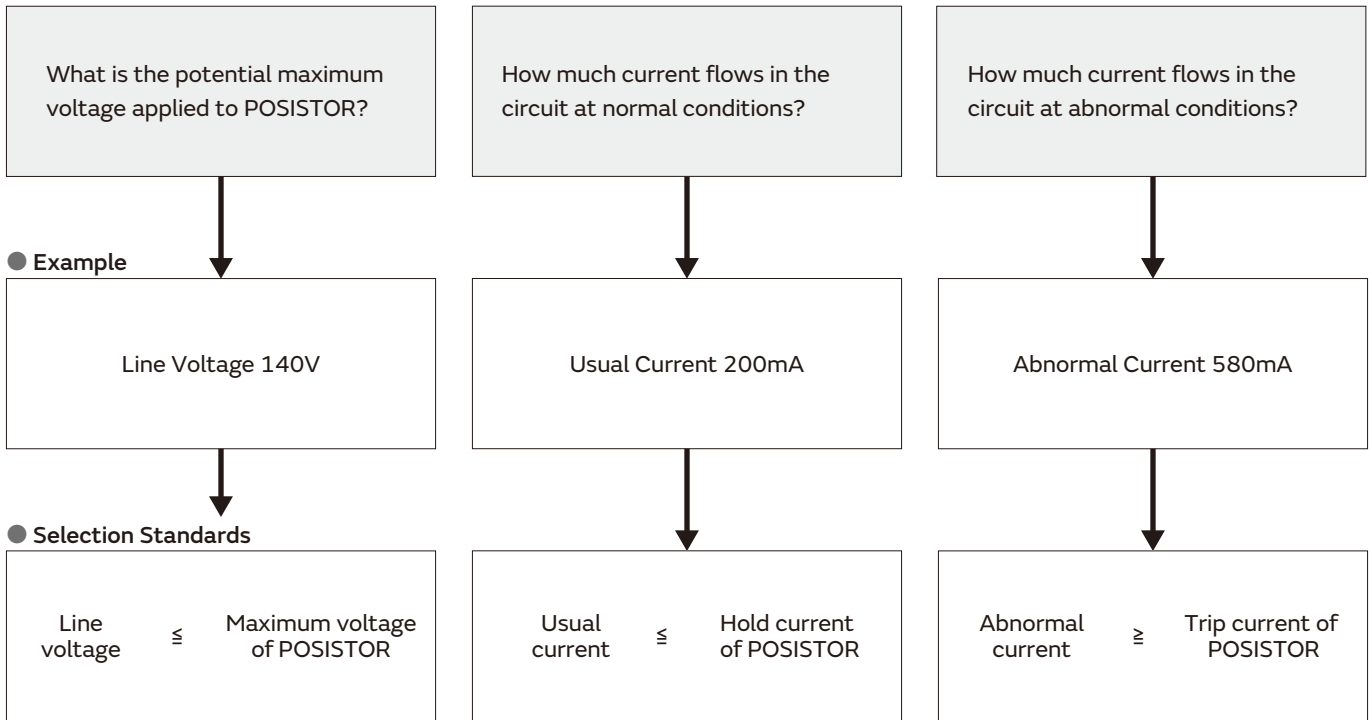 What is the potential maximum
voltage applied to POSISTOR?
How much current flows in the
circuit at normal conditions?
How much current flows in the
circuit at abnormal conditions?
● Example
Line Voltage 140V
Usual Current 200mA
Abnormal Current 580mA
● Selection Standards
Line
voltage
≦
Maximum voltage
of POSISTOR
Usual
current
≦
Hold current
of POSISTOR
Abnormal
current
≧
Trip current of
POSISTOR